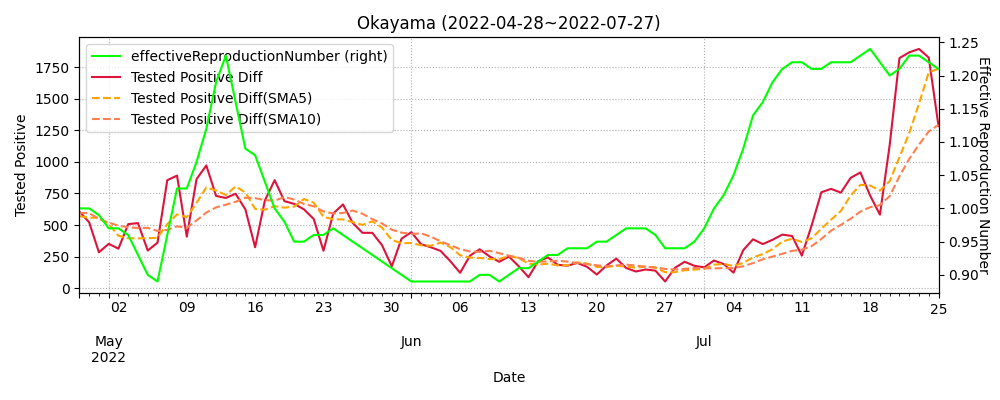 Okayama (2022-04-28~2022-07-27)
effectiveReproductionNumber (right)
Tested Positive Diff
Tested Positive Diff(SMA5)
Tested Positive Diff(SMA10)
Tested Positive
1750
1500
1250
1000
750
500
250
0
1.25
1.20
1.15
1.10
1.05
1.00
0.95
0.90
Effective Reproduction Number
02 09 16 23 30 06 13 20 27 04 11 18 25
May Jun Jul
2022
Date